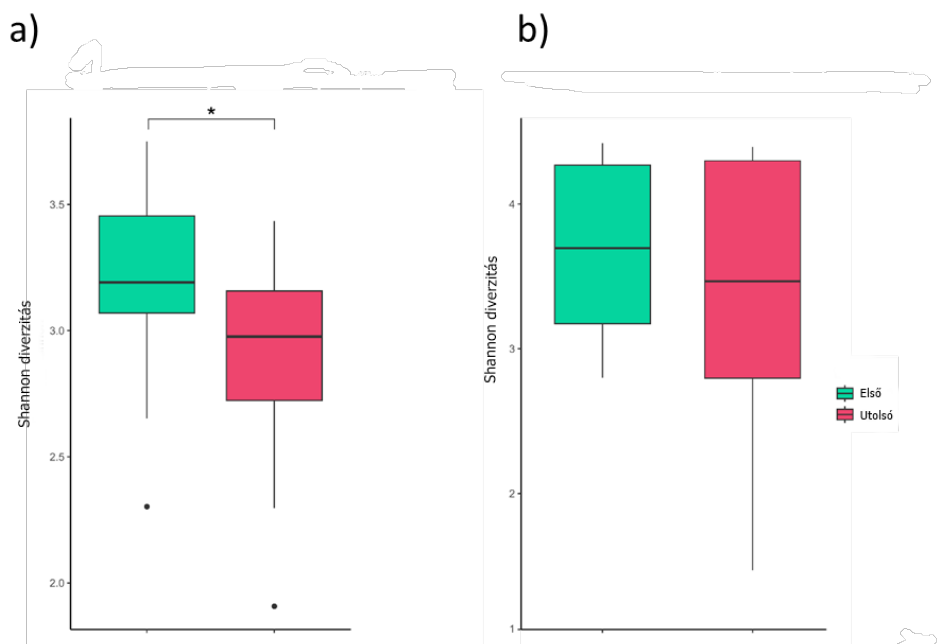 a)
*
3.5
3.0
2.5
2.0
Shannon diverzitás
b)
4
3
2
1
Shannon diverzitás
Első
Utolsó